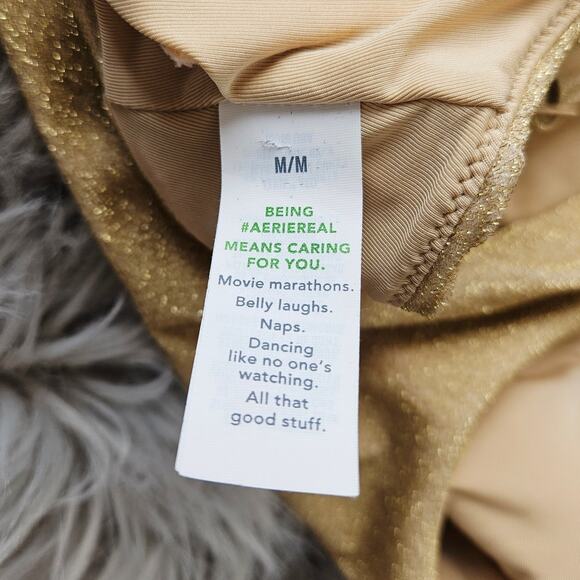 M/M
BEING
#AERIEREAL
MEANS CARING
FOR YOU.
Movie marathons.
Belly laughs.
Naps.
Dancing
like no one's
watching.
All that
good stuff.